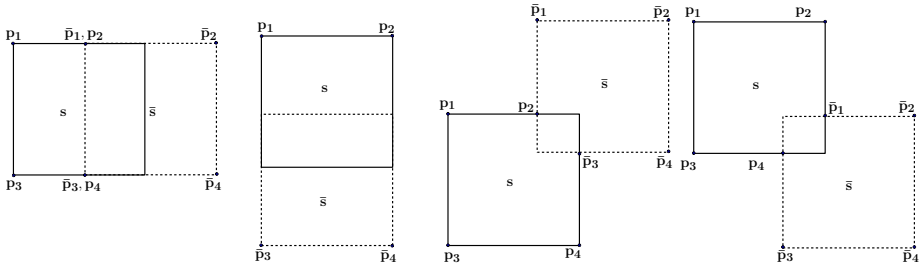 p₁ p̄₁, p₂ p̄₂
s s̄
p₃ p̄₃, p₄ p̄₄
p₁ p₂
s
s̄
p̄₃ p̄₄
p̄₁ p̄₂
s̄
p₁ p₂
p̄₃ p̄₄
s
p₃ p₄
p₁ p₂
s
p̄₁ p̄₂
p₃ p₄
s̄
p̄₃ p̄₄